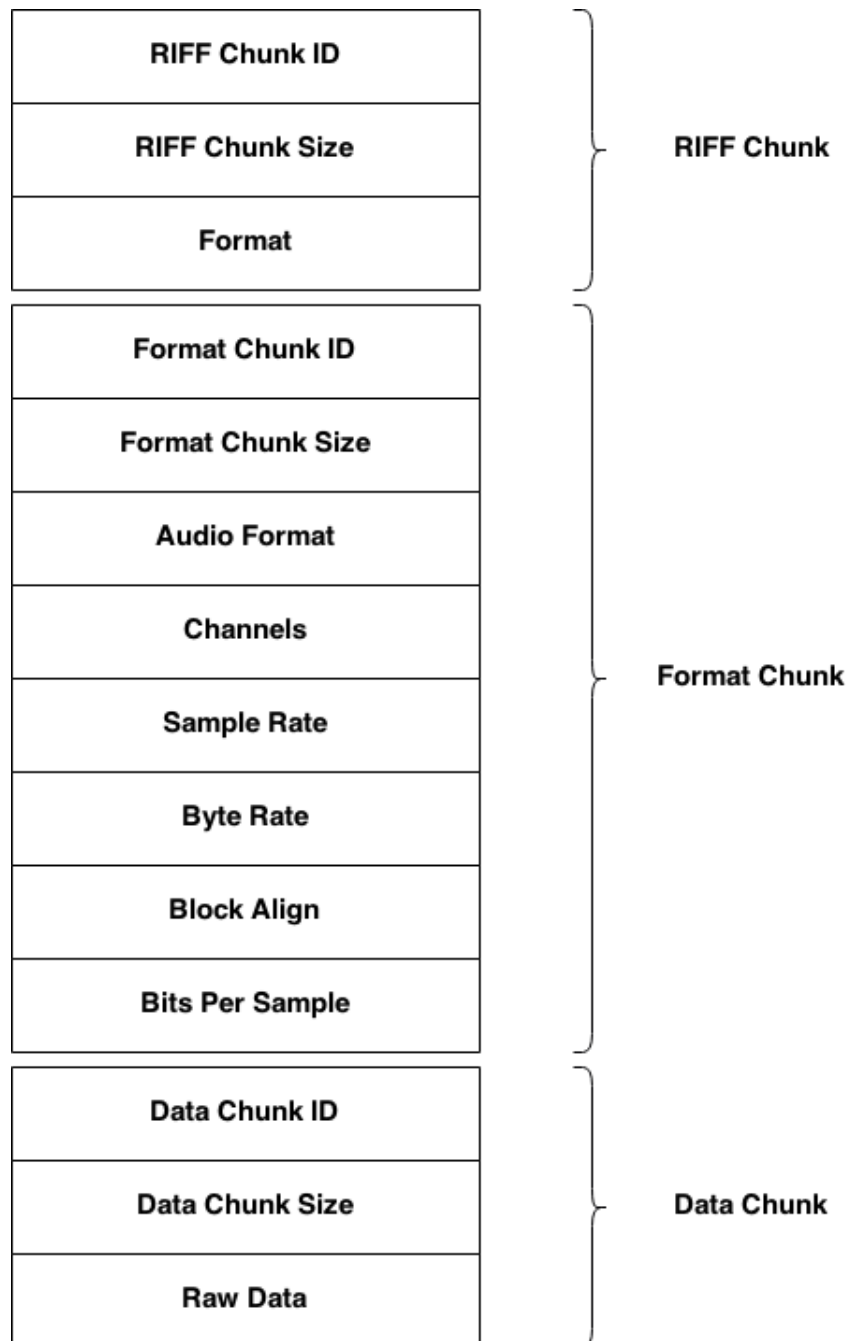 RIFF Chunk ID
RIFF Chunk Size
RIFF Chunk
Format
Format Chunk ID
Format Chunk Size
Audio Format
Channels
Format Chunk
Sample Rate
Byte Rate
Block Align
Bits Per Sample
Data Chunk ID
Data Chunk Size
Data Chunk
Raw Data